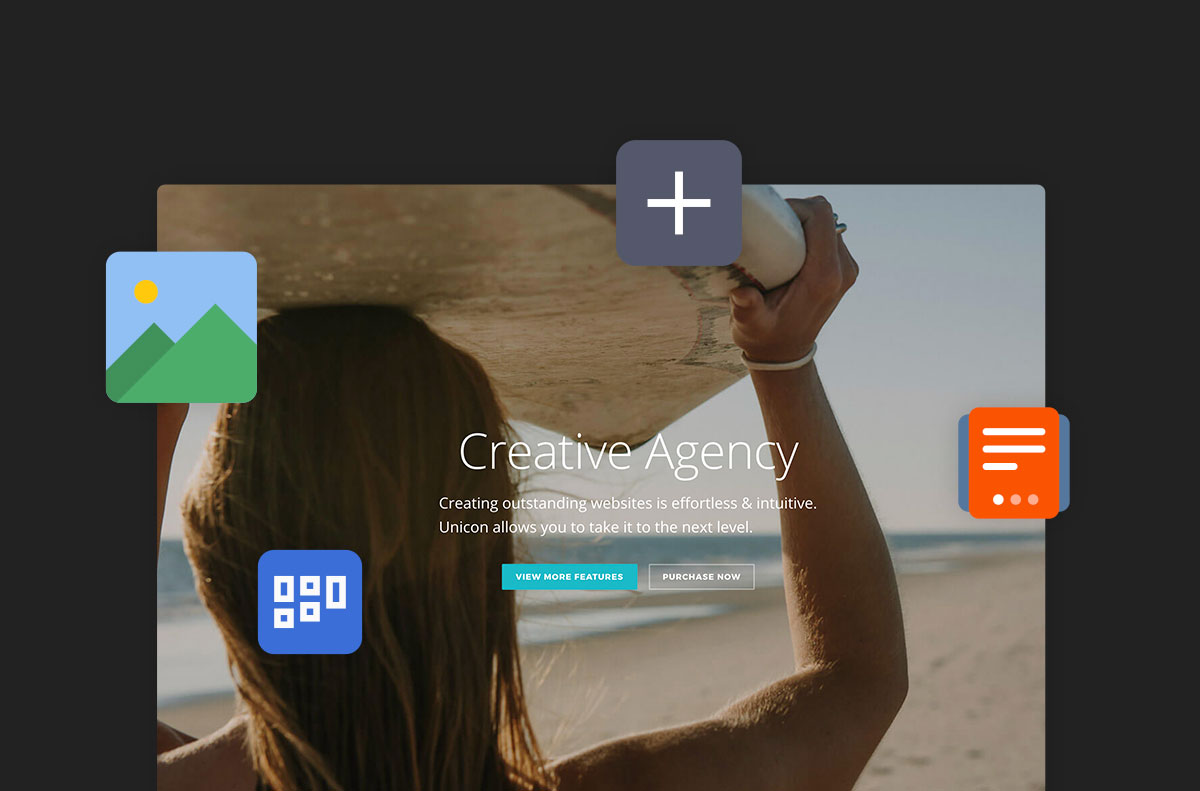 Creative Agency
Creating outstanding websites is effortless & intuitive.
Unicon allows you to take it to the next level.
VIEW MORE FEATURES
PURCHASE NOW